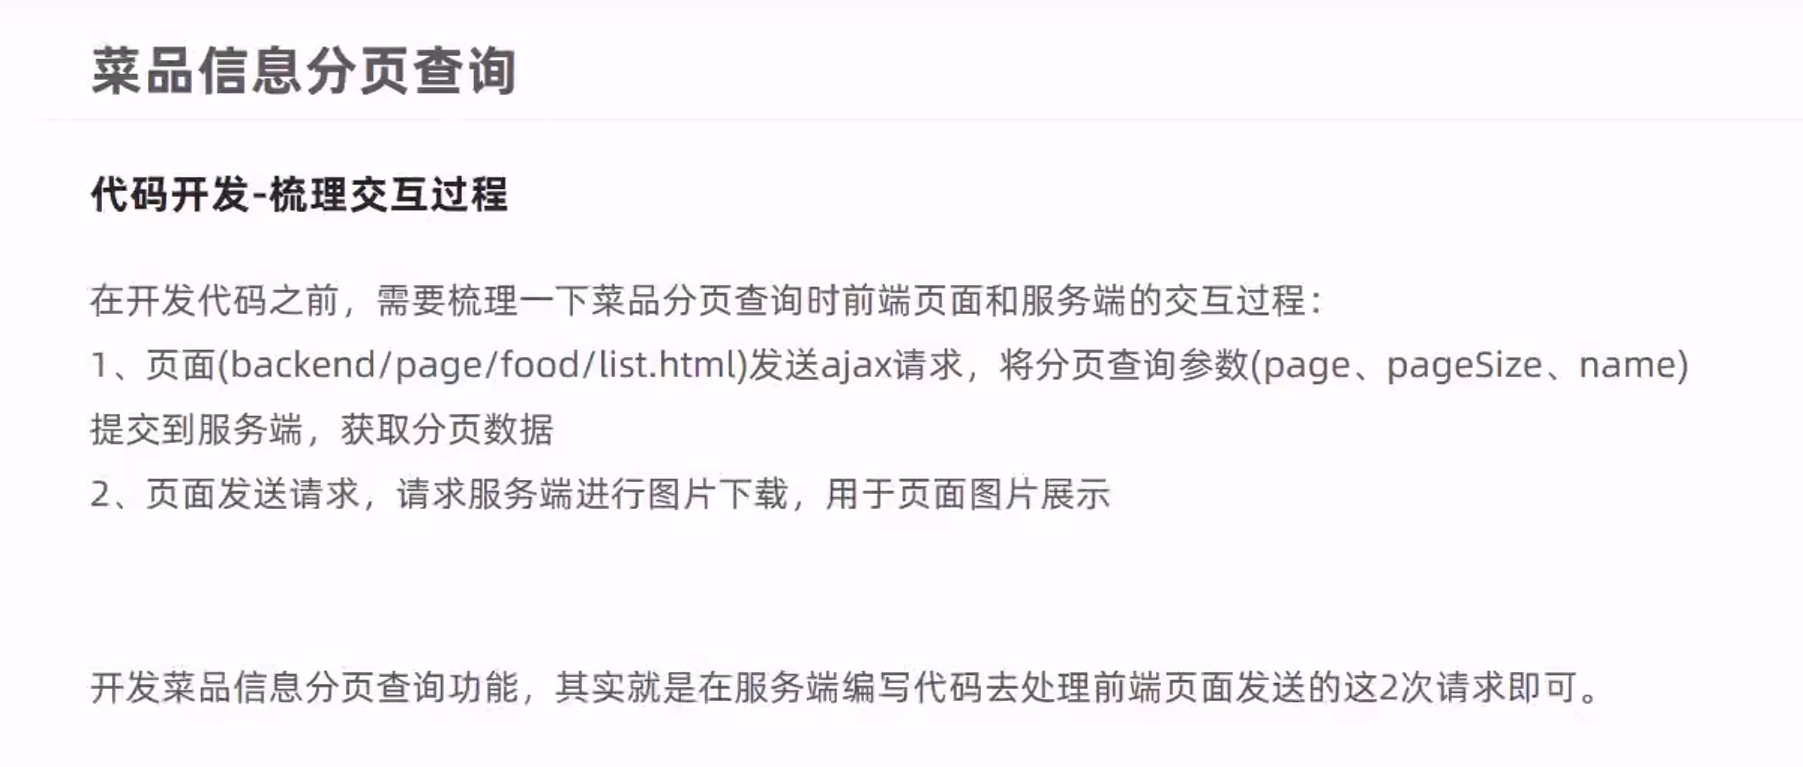 菜品信息分页查询
代码开发-梳理交互过程
在开发代码之前，需要梳理一下菜品分页查询时前端页面和服务端的交互过程：
1、页面(backend/page/food/list.html)发送ajax请求，将分页查询参数(page、pageSize、name)
提交到服务端，获取分页数据
2、页面发送请求，请求服务端进行图片下载，用于页面图片展示
开发菜品信息分页查询功能，其实就是在服务端编写代码去处理前端页面发送的这2次请求即可。